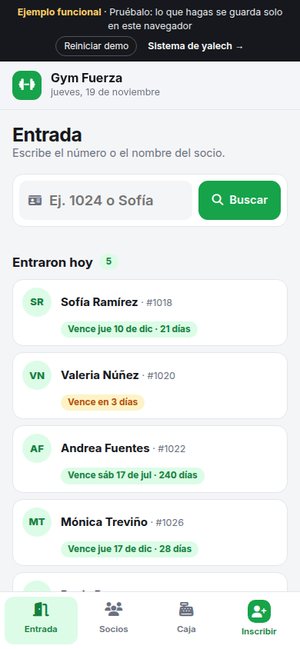 Ejemplo funcional · Pruébalo: lo que hagas se guarda solo
en este navegador
Reiniciar demo
Sistema de yalech →
Gym Fuerza
jueves, 19 de noviembre
Entrada
Escribe el número o el nombre del socio.
Ej. 1024 o Sofía
Buscar
Entraron hoy 5
SR
Sofía Ramírez · #1018
Vence jue 10 de dic · 21 días
VN
Valeria Núñez · #1020
Vence en 3 días
AF
Andrea Fuentes · #1022
Vence sáb 17 de jul · 240 días
MT
Mónica Treviño · #1026
Vence jue 17 de dic · 28 días
Entrada
Socios
Caja
Inscribir